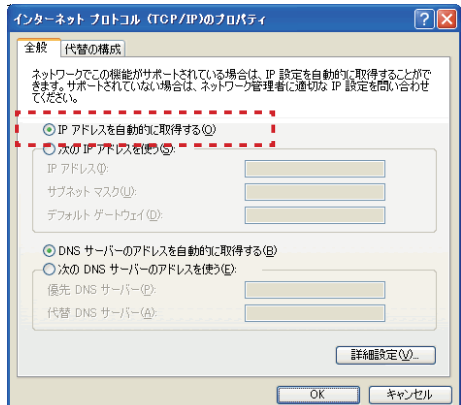 インターネット プロトコル (TCP/IP)のプロパティ
全般
代替の構成
ネットワークでこの機能がサポートされている場合は、IP 設定を自動的に取得することがで
きます。サポートされていない場合は、ネットワーク管理者に適切な IP 設定を問い合わせ
てください。
IP アドレスを自動的に取得する(O)
次の IP アドレスを使う(S):
IP アドレス(I):
サブネット マスク(U):
デフォルト ゲートウェイ(D):
DNS サーバーのアドレスを自動的に取得する(B)
次の DNS サーバーのアドレスを使う(E):
優先 DNS サーバー(P):
代替 DNS サーバー(A):
詳細設定(V)...
OK
キャンセル